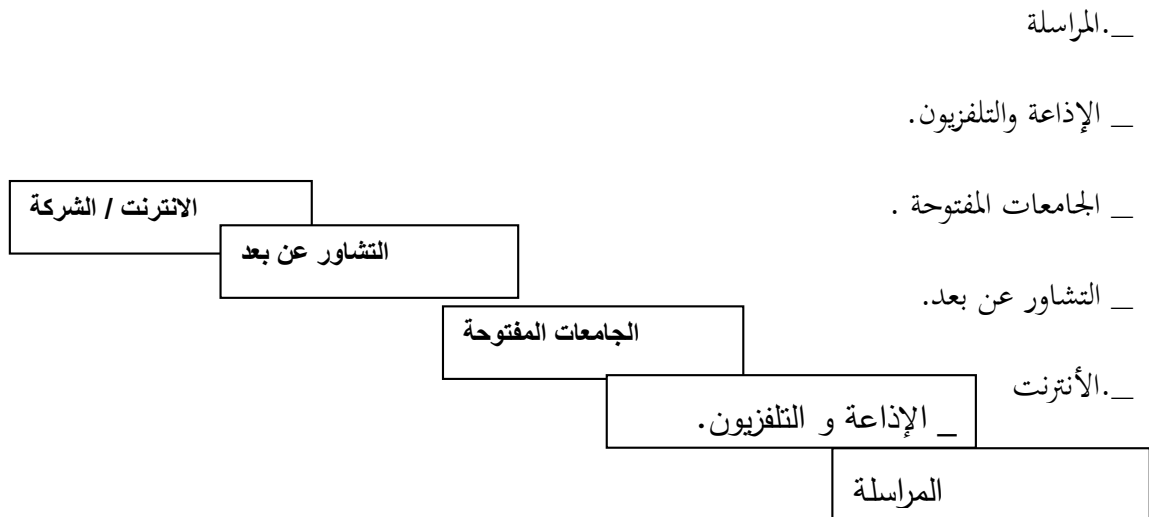 _.المراسلة
_ الإذاعة والتلفزيون.
_ الجامعات المفتوحة .
_ التشاور عن بعد.
_.الأنترنت
الانترنت / الشركة
التشاور عن بعد
الجامعات المفتوحة
_ الإذاعة و التلفزيون.
المراسلة